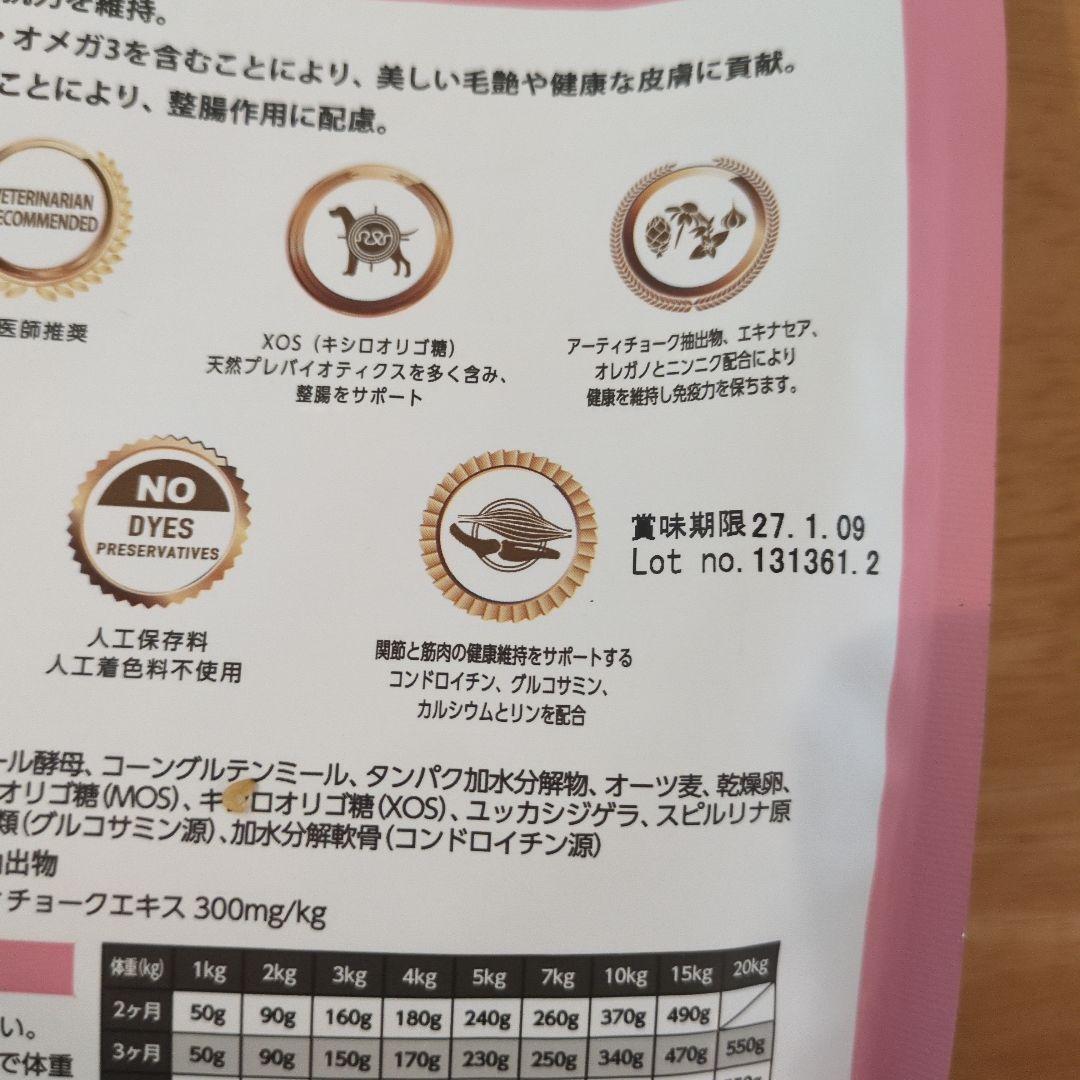 を維持。
・オメガ3を含むことにより、美しい毛艶や健康な皮膚に貢献。
ことにより、整腸作用に配慮。
VETERINARIAN
RECOMMENDED
医師推奨
XOS（キシロオリゴ糖）
天然プレバイオティクスを多く含み、
整腸をサポート
アーティチョーク抽出物、エキナセア、
オレガノとニンニク配合により
健康を維持し免疫力を保ちます。
NO
DYES
PRESERVATIVES
人工保存料
人工着色料不使用
賞味期限27.1.09
Lot no.131361.2
関節と筋肉の健康維持をサポートする
コンドロイチン、グルコサミン、
カルシウムとリンを配合
ール酵母、コーングルテンミール、タンパク加水分解物、オーツ麦、乾燥卵、
オリゴ糖(MOS)、キシロオリゴ糖(XOS)、ユッカシジゲラ、スピルリナ原
類(グルコサミン源)、加水分解軟骨(コンドロイチン源)
出物
チョークエキス 300mg/kg
体重(kg) 1kg 2kg 3kg 4kg 5kg 7kg 10kg 15kg 20kg
2ヶ月 50g 90g 160g 180g 240g 260g 370g 490g
3ヶ月 50g 90g 150g 170g 230g 250g 340g 470g 550g
い。
で体重